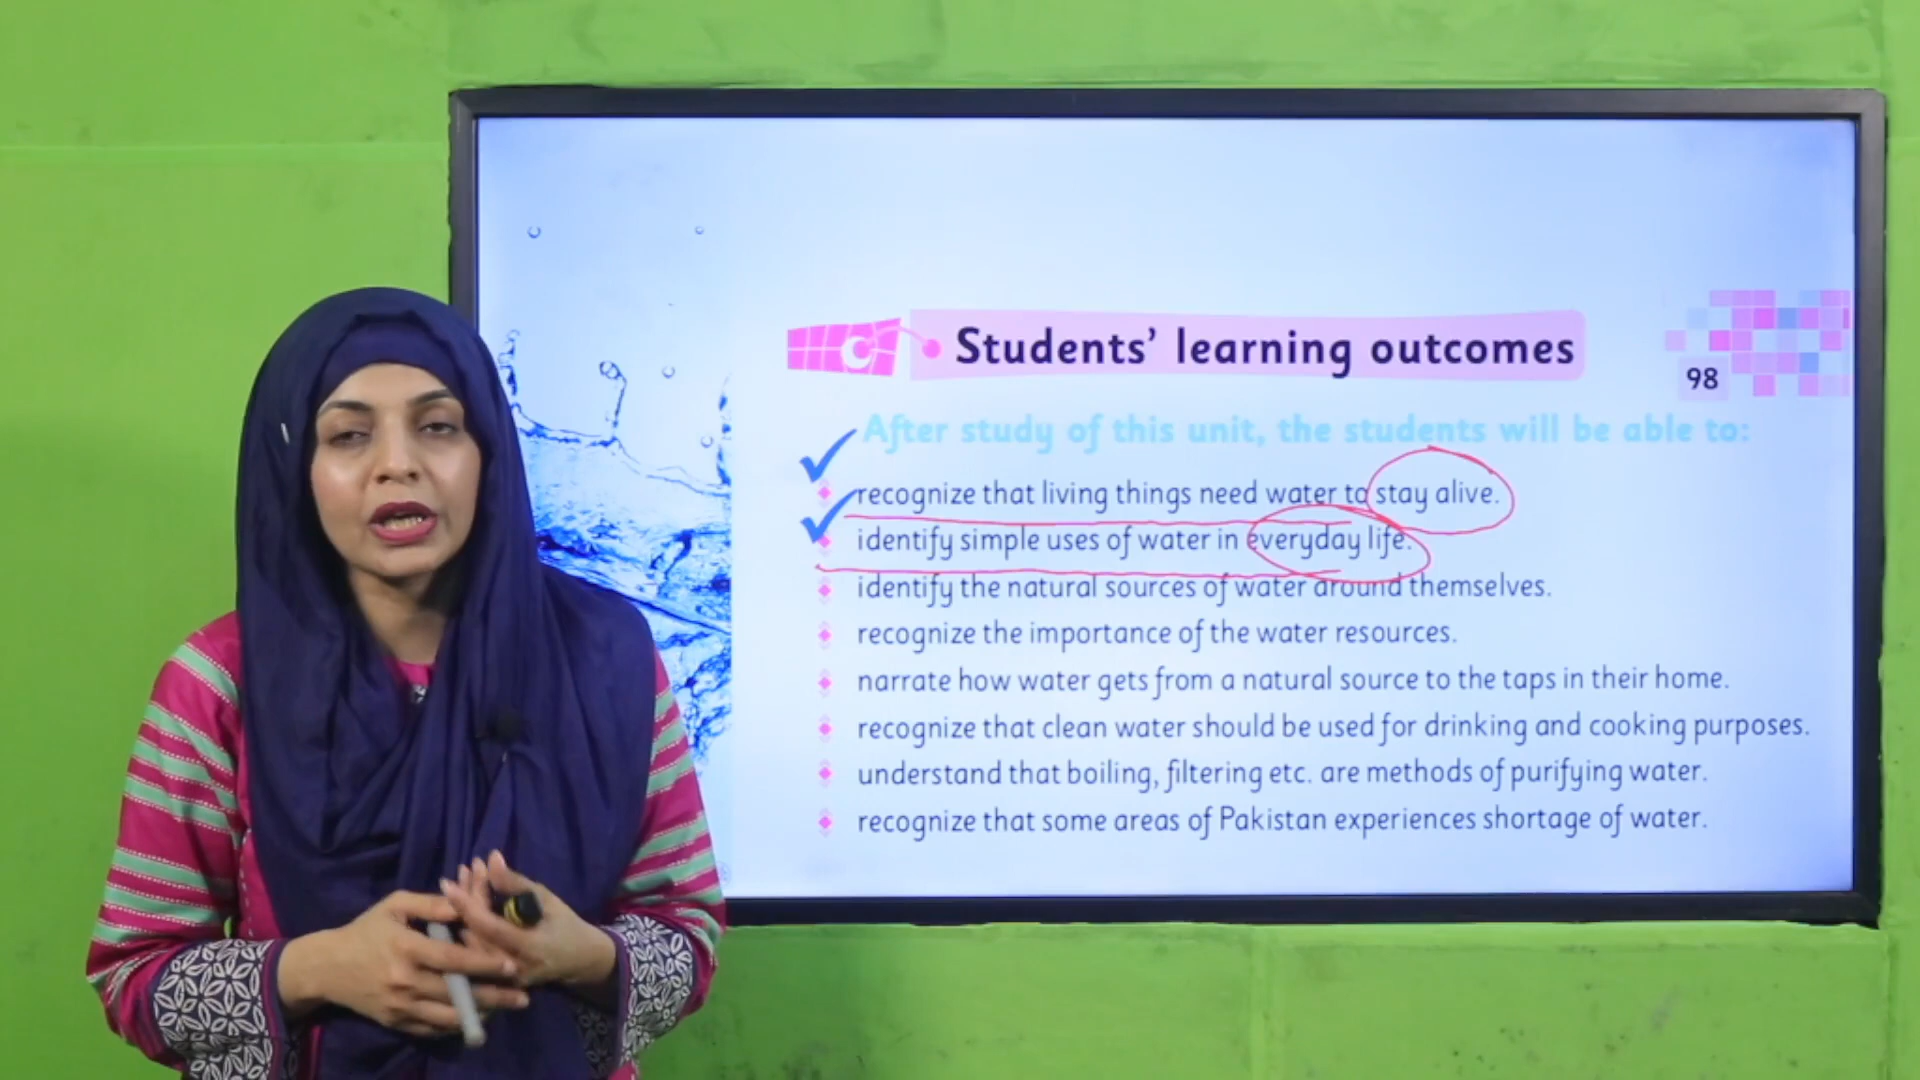 Students' learning outcomes
98
After study of this unit, the students will be able to:
recognize that living things need water to stay alive.
identify simple uses of water in everyday life.
identify the natural sources of water around themselves.
recognize the importance of the water resources.
narrate how water gets from a natural source to the taps in their home.
recognize that clean water should be used for drinking and cooking purposes.
understand that boiling, filtering etc. are methods of purifying water.
recognize that some areas of Pakistan experiences shortage of water.